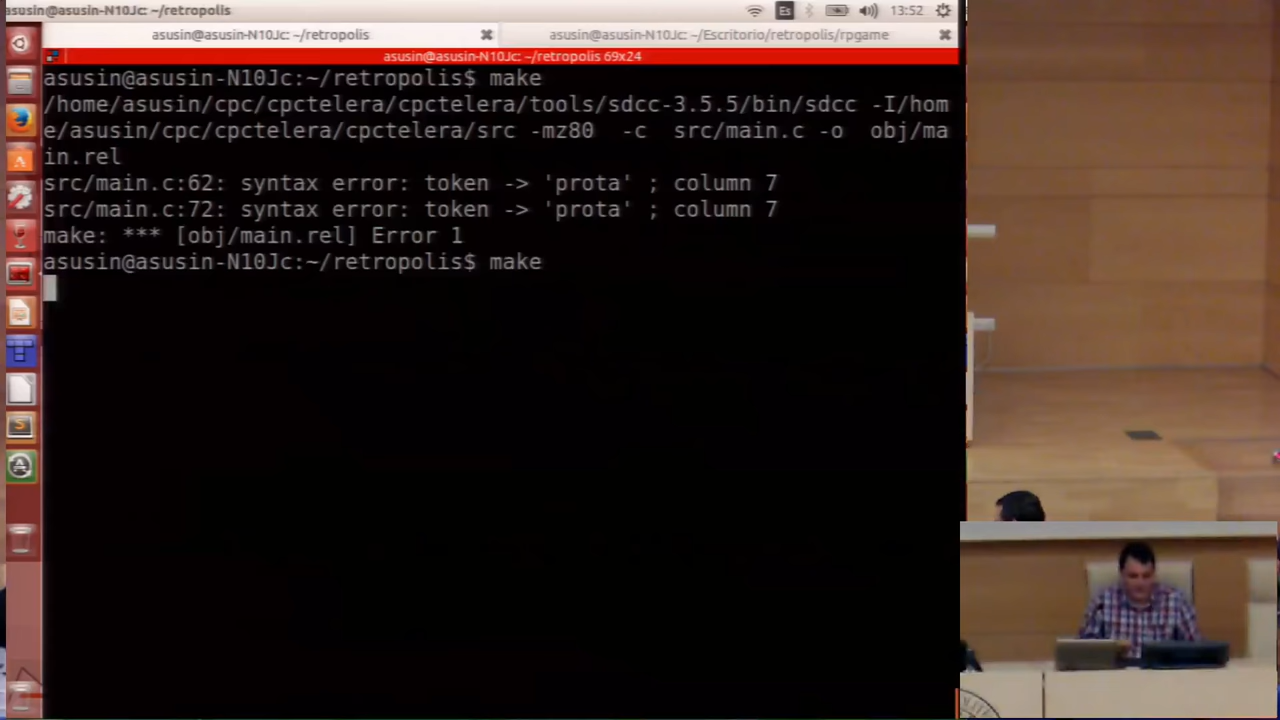 asusin@asusin-N10Jc: ~/retropolis
Es
13:52
asusin@asusin-N10Jc: ~/retropolis
asusin@asusin-N10Jc: ~/Escritorio/retropolis/rpgame
asusin@asusin-N10Jc: ~/retropolis 69x24
asusin@asusin-N10Jc:~/retropolis$ make
/home/asusin/cpc/cpctelera/cpctelera/tools/sdcc-3.5.5/bin/sdcc -I/hom
e/asusin/cpc/cpctelera/cpctelera/src -mz80 -c src/main.c -o obj/ma
in.rel
src/main.c:62: syntax error: token -> 'prota' ; column 7
src/main.c:72: syntax error: token -> 'prota' ; column 7
make: *** [obj/main.rel] Error 1
asusin@asusin-N10Jc:~/retropolis$ make